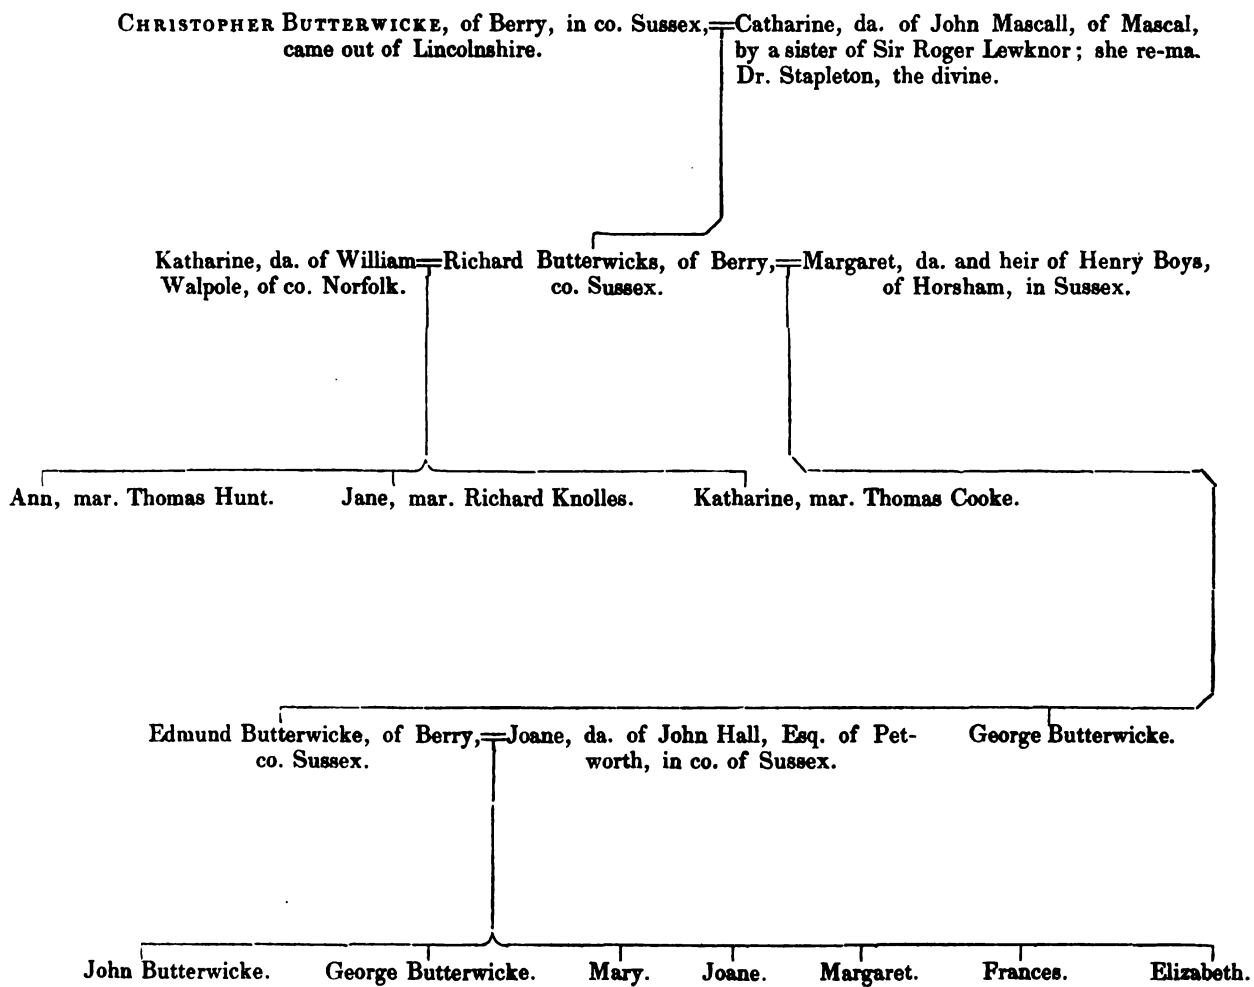 CHRISTOPHER BUTTERWICKE, of Berry, in co. Sussex,
came out of Lincolnshire.
Catharine, da. of John Mascall, of Mascal,
by a sister of Sir Roger Lewknor; she re-ma.
Dr. Stapleton, the divine.
Katharine, da. of William
Walpole, of co. Norfolk.
Richard Butterwicks, of Berry,
co. Sussex.
Margaret, da. and heir of Henry Boys,
of Horsham, in Sussex.
Ann, mar. Thomas Hunt.
Jane, mar. Richard Knolles.
Katharine, mar. Thomas Cooke.
Edmund Butterwicke, of Berry,
co. Sussex.
Joane, da. of John Hall, Esq. of Pet-
worth, in co. of Sussex.
George Butterwicke.
John Butterwicke.
George Butterwicke.
Mary.
Joane.
Margaret.
Frances.
Elizabeth.